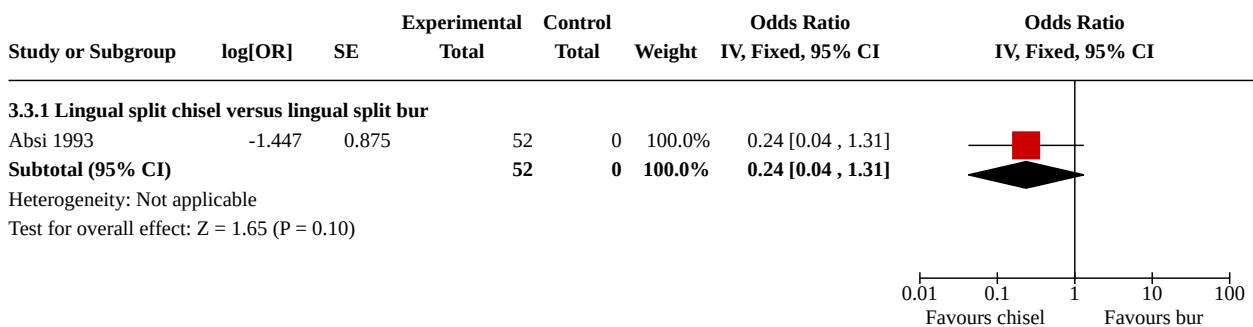 Experimental Control Odds Ratio Odds Ratio
Study or Subgroup log[OR] SE Total Total Weight IV, Fixed, 95% CI IV, Fixed, 95% CI
3.3.1 Lingual split chisel versus lingual split bur
Absi 1993 -1.447 0.875 52 0 100.0% 0.24 [0.04 , 1.31]
Subtotal (95% CI) 52 0 100.0% 0.24 [0.04 , 1.31]
Heterogeneity: Not applicable
Test for overall effect: Z = 1.65 (P = 0.10)
0.01 0.1 1 10 100
Favours chisel Favours bur